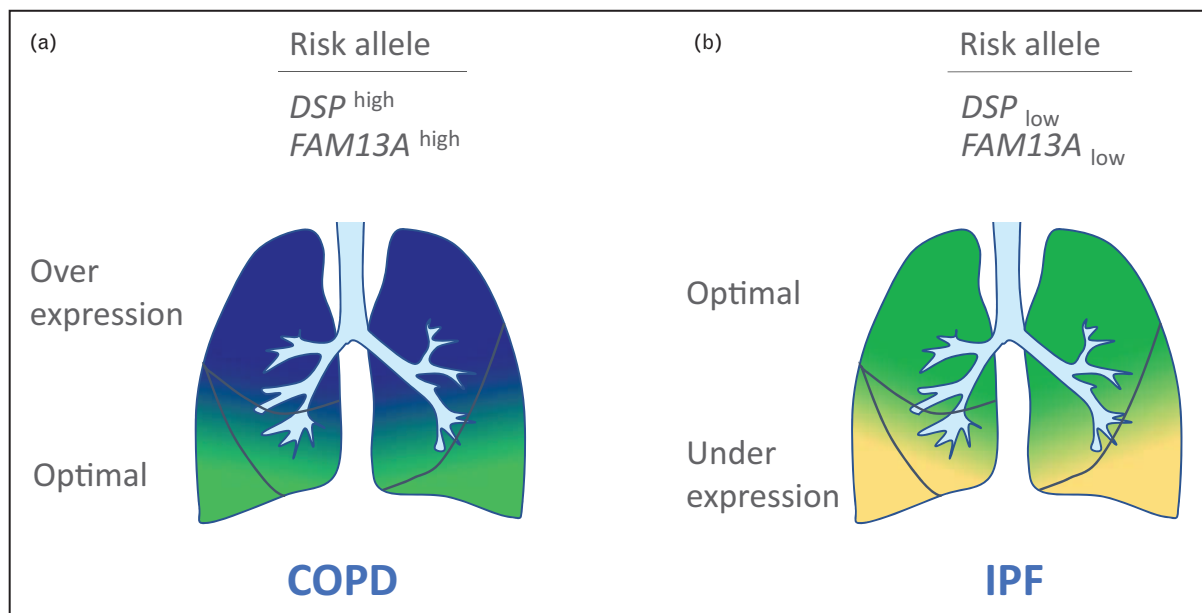 (a)
Risk allele
DSP high
FAM13A high
Over
expression
Optimal
COPD
(b)
Risk allele
DSP low
FAM13A low
Optimal
Under
expression
IPF